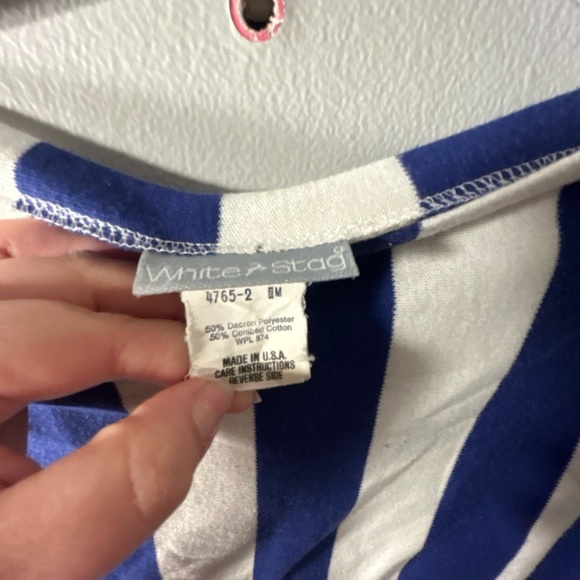 White Stag
4765-2 M
50% Dacron Polyester
50% Combed Cotton
WPL 874
MADE IN U.S.A.
CARE INSTRUCTIONS
REVERSE SIDE